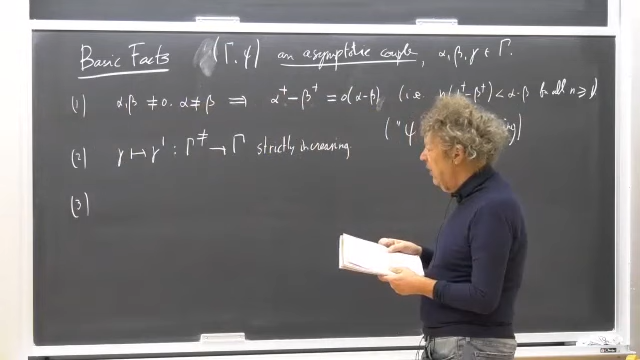 Basic Facts (Γ, ψ) an asymptotic couple, α, β, γ ∈ Γ.
(1) α, β ≠ 0, α ≠ β ⟹ α† − β† = o(α−β) (i.e. n(α† − β†) < α−β for all n ≥ 1)
("ψ
(2) γ ↦ γ' : Γ^≠ → Γ strictly increasing.
(3)